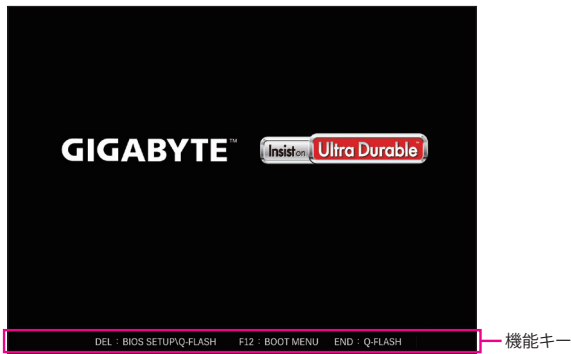 GIGABYTE™ Insist on Ultra Durable™
DEL : BIOS SETUP\Q-FLASH F12 : BOOT MENU END : Q-FLASH
機能キー